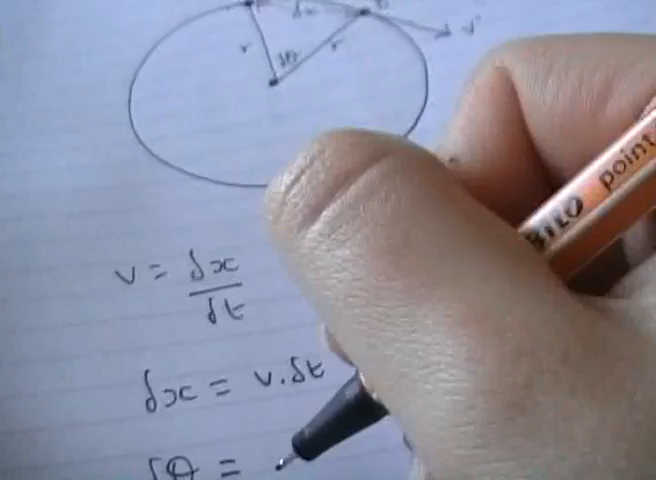 δx
v
r
δθ
r
point
BILO
v = δx
δt
δx = v.δt
δθ =